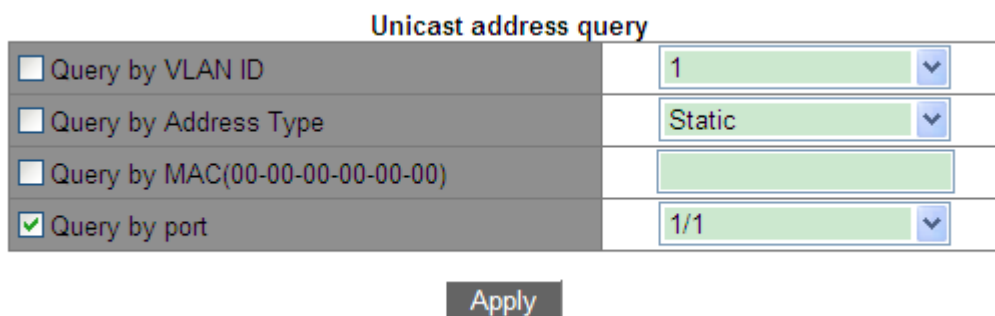 Unicast address query
Query by VLAN ID 1
Query by Address Type Static
Query by MAC(00-00-00-00-00-00)
Query by port 1/1
Apply